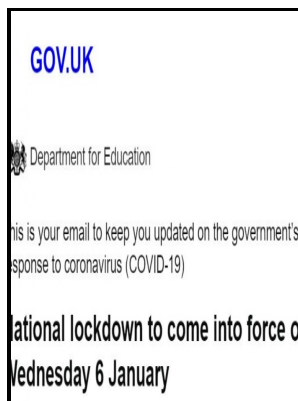 GOV.UK
Department for Education
his is your email to keep you updated on the government's
sponse to coronavirus (COVID-19)
ational lockdown to come into force o
Wednesday 6 January